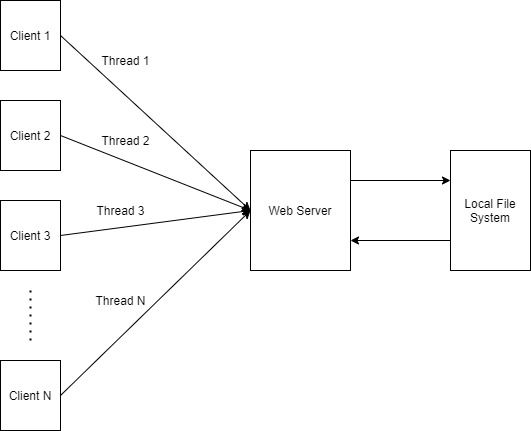 Client 1
Thread 1
Client 2
Thread 2
Client 3
Thread 3
Web Server
Local File
System
Thread N
Client N